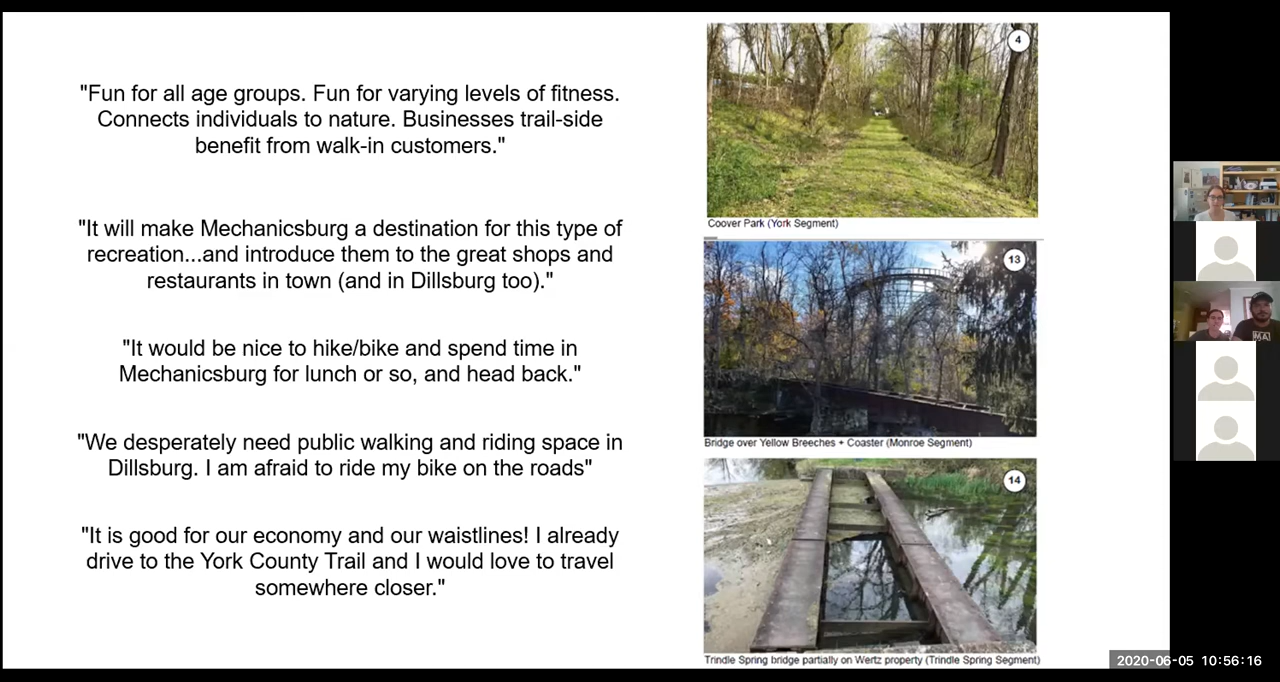 "Fun for all age groups. Fun for varying levels of fitness.
Connects individuals to nature. Businesses trail-side
benefit from walk-in customers."
"It will make Mechanicsburg a destination for this type of
recreation...and introduce them to the great shops and
restaurants in town (and in Dillsburg too)."
"It would be nice to hike/bike and spend time in
Mechanicsburg for lunch or so, and head back."
"We desperately need public walking and riding space in
Dillsburg. I am afraid to ride my bike on the roads"
"It is good for our economy and our waistlines! I already
drive to the York County Trail and I would love to travel
somewhere closer."
4
Coover Park (York Segment)
13
Bridge over Yellow Breeches + Coaster (Monroe Segment)
14
Trindle Spring bridge partially on Wertz property (Trindle Spring Segment)
2020-06-05 10:56:16